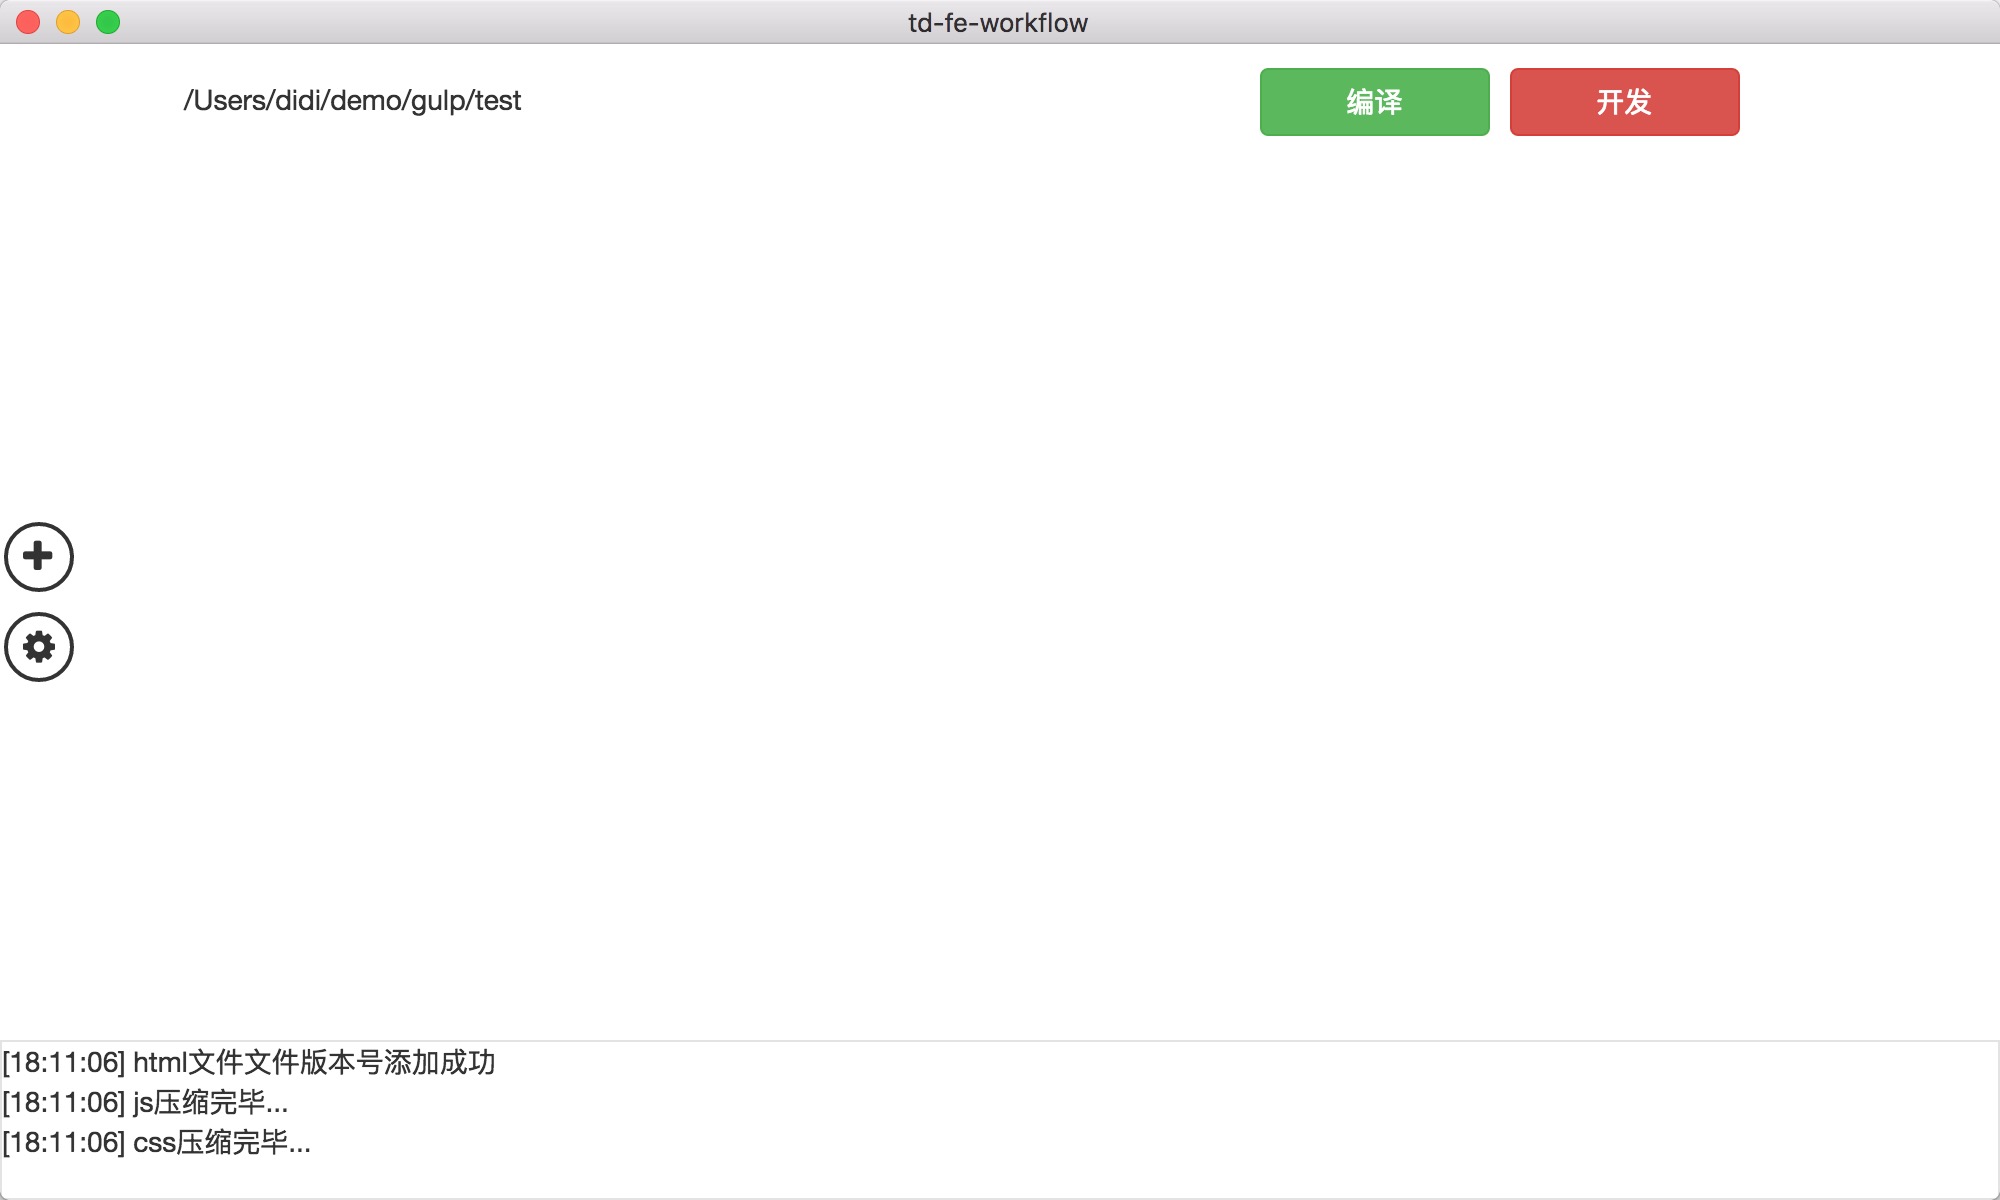 td-fe-workflow
/Users/didi/demo/gulp/test
编译
开发
[18:11:06] html文件文件版本号添加成功
[18:11:06] js压缩完毕...
[18:11:06] css压缩完毕...